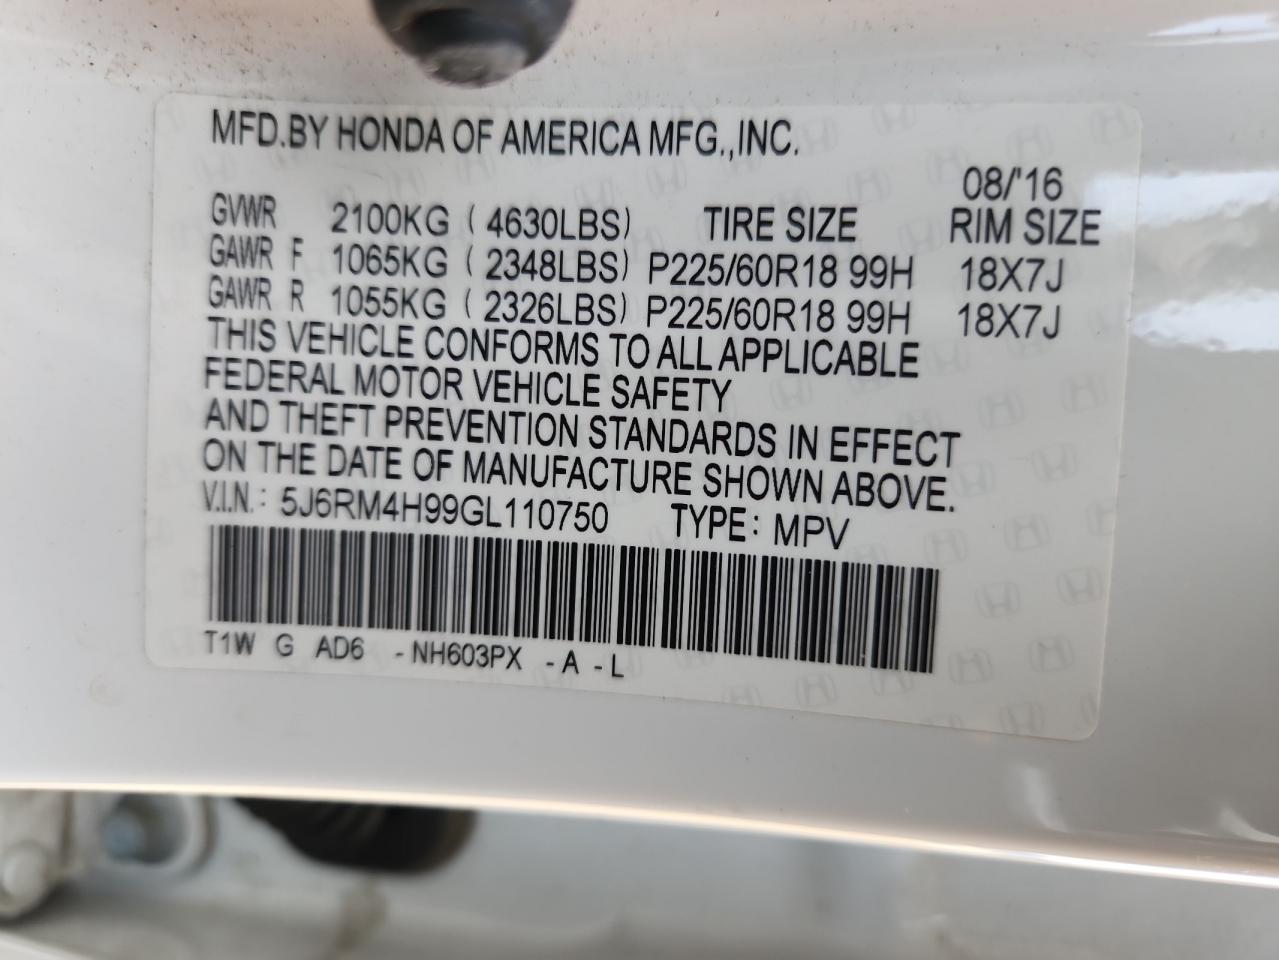 MFD.BY HONDA OF AMERICA MFG.,INC.
08/'16
GVWR 2100KG ( 4630LBS) TIRE SIZE RIM SIZE
GAWR F 1065KG ( 2348LBS) P225/60R18 99H 18X7J
GAWR R 1055KG ( 2326LBS) P225/60R18 99H 18X7J
THIS VEHICLE CONFORMS TO ALL APPLICABLE
FEDERAL MOTOR VEHICLE SAFETY
AND THEFT PREVENTION STANDARDS IN EFFECT
ON THE DATE OF MANUFACTURE SHOWN ABOVE.
V.I.N.: 5J6RM4H99GL110750 TYPE: MPV
T1W G AD6 -NH603PX -A -L